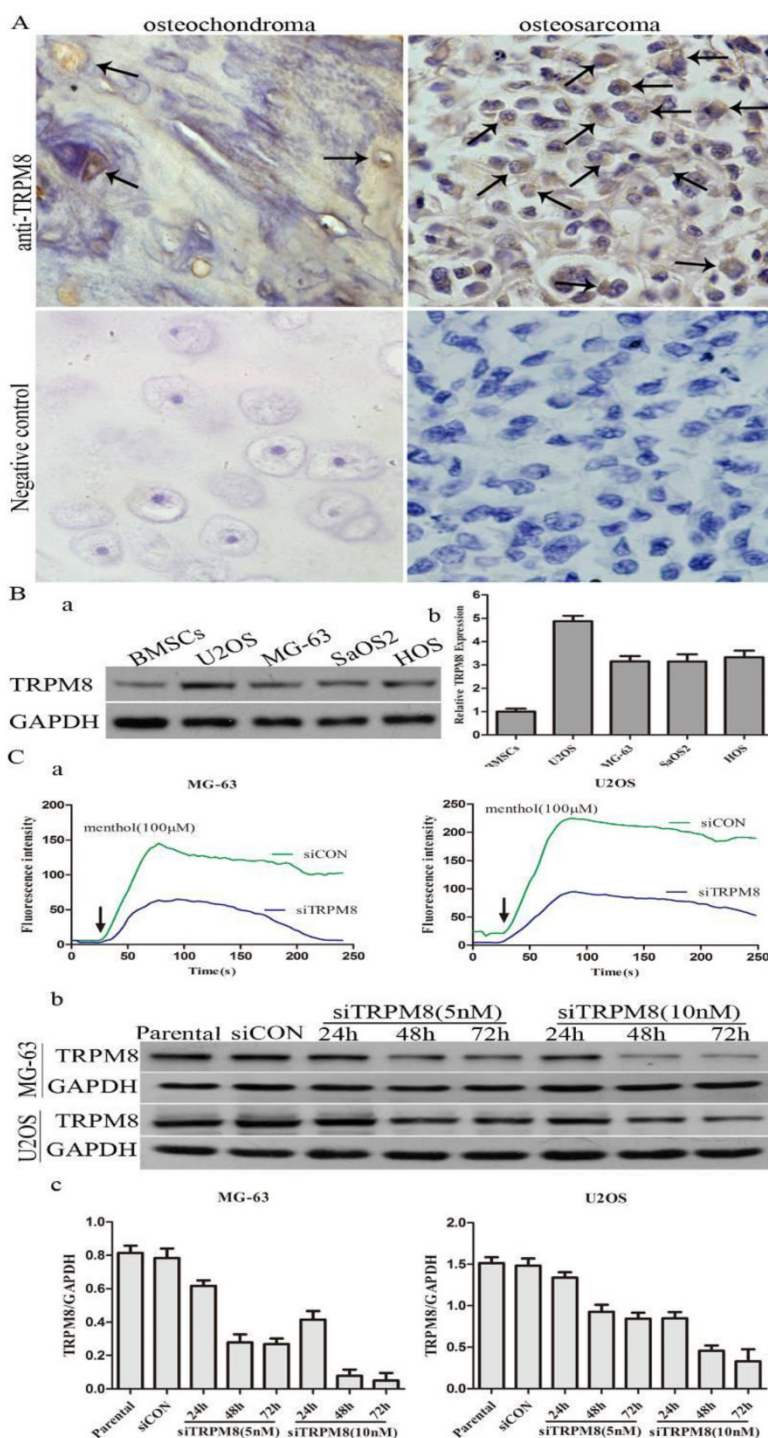 A
osteochondroma osteosarcoma
anti-TRPM8
Negative control
B
a
BMSCs U2OS MG-63 SaOS2 HOS
TRPM8
GAPDH
b
Relative TRPM8 Expression
6
5
4
3
2
1
0
BMSCs U2OS MG-63 SaOS2 HOS
C
a
MG-63
Fluorescence intensity
200
150
100
50
0
menthol(100μM)
siCON
siTRPM8
0 50 100 150 200 250
Time(s)
U2OS
Fluorescence intensity
250
200
150
100
50
0
menthol(100μM)
siCON
siTRPM8
0 50 100 150 200 250
Time(s)
b
siTRPM8(5nM) siTRPM8(10nM)
Parental siCON 24h 48h 72h 24h 48h 72h
MG-63
TRPM8
GAPDH
U2OS
TRPM8
GAPDH
c
MG-63
TRPM8/GAPDH
1.0
0.8
0.6
0.4
0.2
0.0
Parental siCON 24h 48h 72h 24h 48h 72h
siTRPM8(5nM) siTRPM8(10nM)
U2OS
TRPM8/GAPDH
2.0
1.5
1.0
0.5
0.0
Parental siCON 24h 48h 72h 24h 48h 72h
siTRPM8(5nM) siTRPM8(10nM)